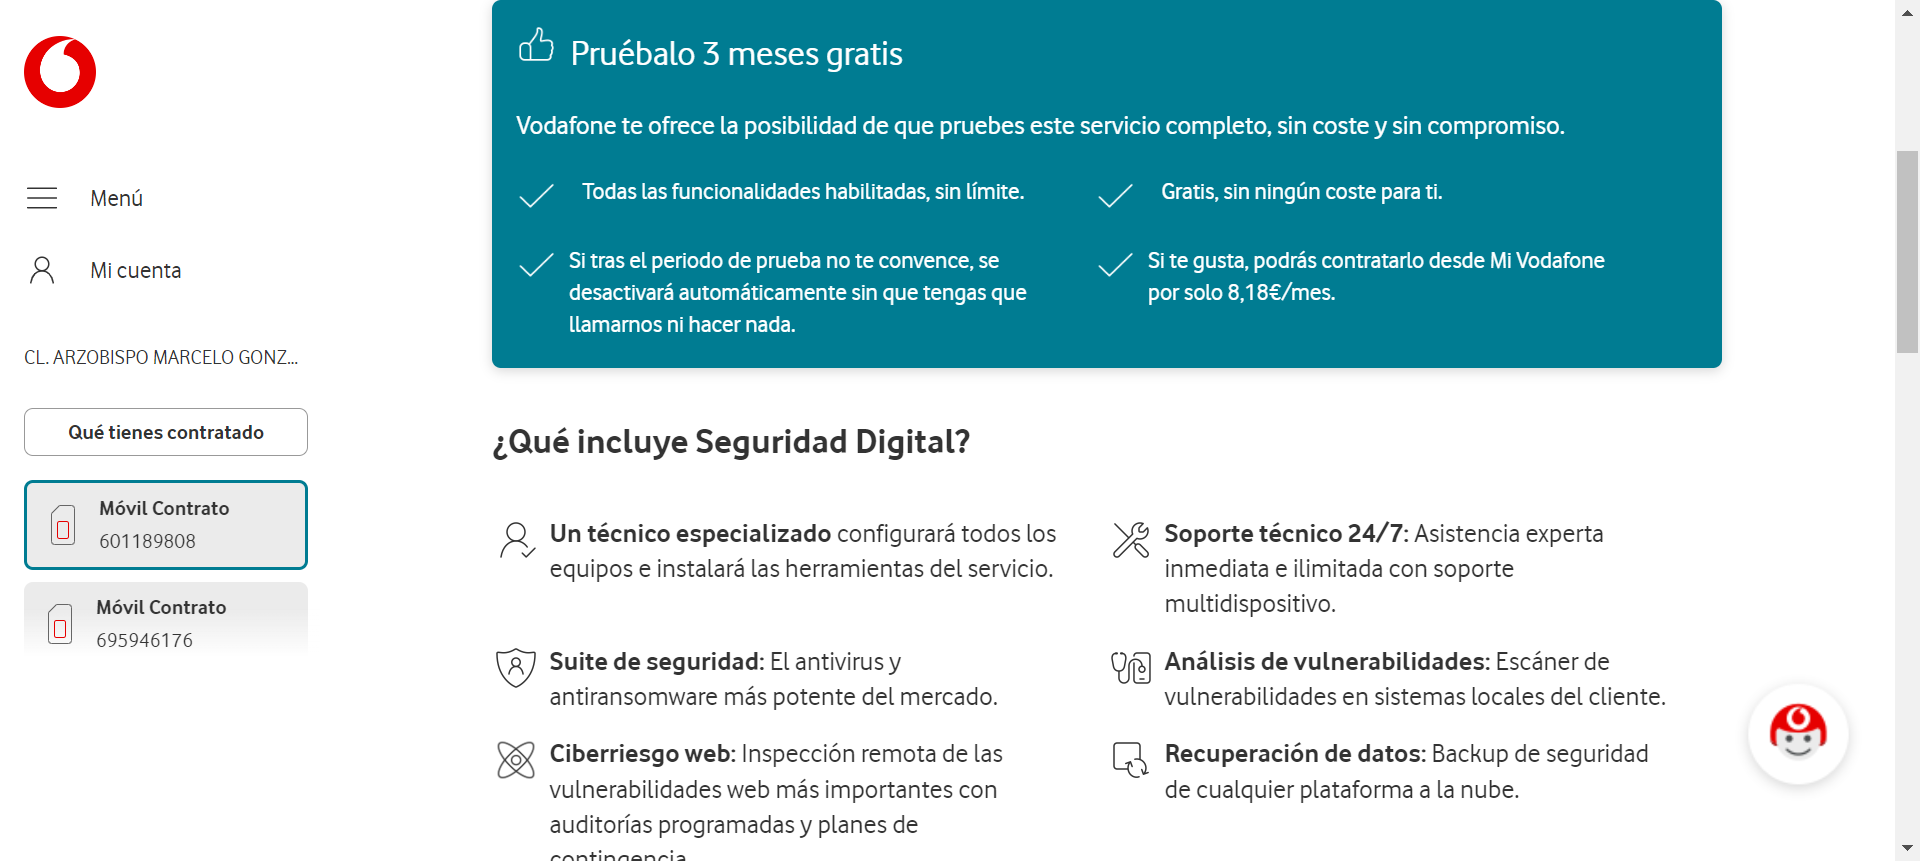 Menú
Mi cuenta
CL. ARZOBISPO MARCELO GONZ...
Qué tienes contratado
Móvil Contrato
601189808
Móvil Contrato
695946176
Pruébalo 3 meses gratis
Vodafone te ofrece la posibilidad de que pruebes este servicio completo, sin coste y sin compromiso.
Todas las funcionalidades habilitadas, sin límite.
Gratis, sin ningún coste para ti.
Si tras el periodo de prueba no te convence, se
desactivará automáticamente sin que tengas que
llamarnos ni hacer nada.
Si te gusta, podrás contratarlo desde Mi Vodafone
por solo 8,18€/mes.
¿Qué incluye Seguridad Digital?
Un técnico especializado configurará todos los
equipos e instalará las herramientas del servicio.
Soporte técnico 24/7: Asistencia experta
inmediata e ilimitada con soporte
multidispositivo.
Suite de seguridad: El antivirus y
antiransomware más potente del mercado.
Análisis de vulnerabilidades: Escáner de
vulnerabilidades en sistemas locales del cliente.
Ciberriesgo web: Inspección remota de las
vulnerabilidades web más importantes con
auditorías programadas y planes de
contingencia.
Recuperación de datos: Backup de seguridad
de cualquier plataforma a la nube.